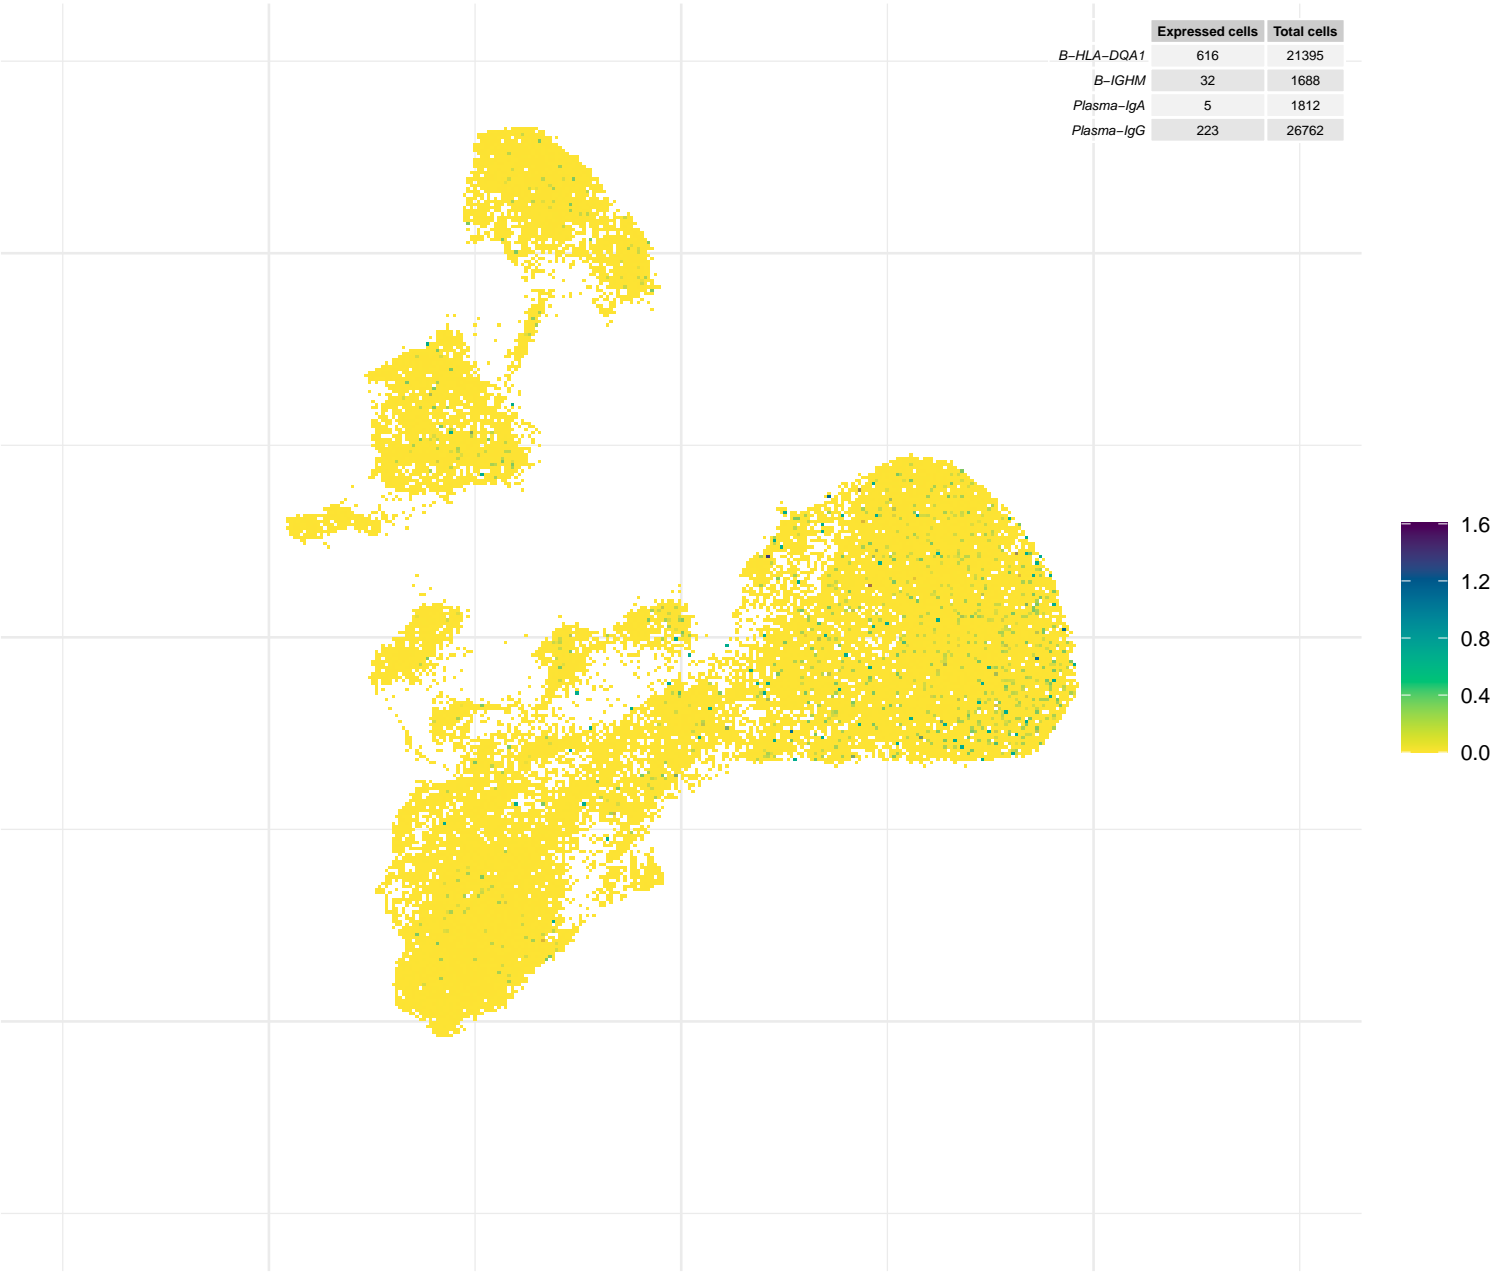 Expressed cells Total cells
B−HLA−DQA1 616 21395
B−IGHM 32 1688
Plasma−IgA 5 1812
Plasma−IgG 223 26762
1.6
1.2
0.8
0.4
0.0